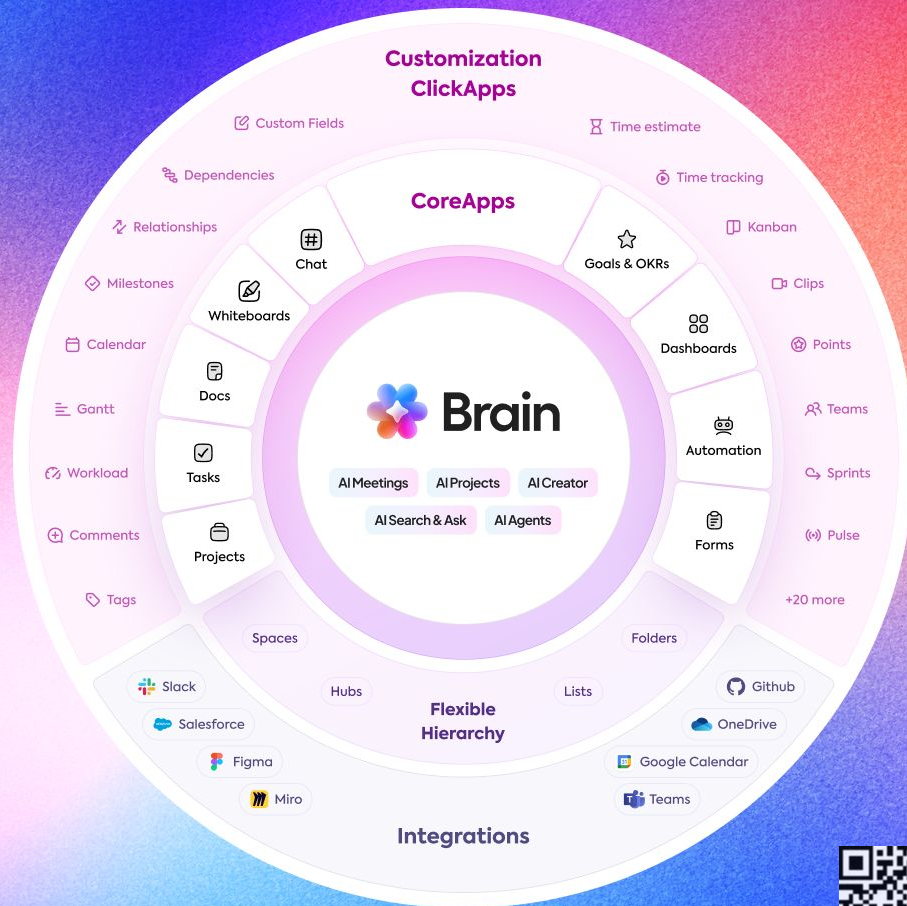 Customization
ClickApps
Custom Fields
Dependencies
Relationships
Milestones
Calendar
Gantt
Workload
Comments
Tags
Time estimate
Time tracking
Kanban
Clips
Points
Teams
Sprints
Pulse
+20 more
CoreApps
Chat
Whiteboards
Docs
Tasks
Projects
Goals & OKRs
Dashboards
Automation
Forms
Brain
AI Meetings
AI Projects
AI Creator
AI Search & Ask
AI Agents
Spaces
Hubs
Folders
Lists
Flexible
Hierarchy
Slack
Salesforce
Figma
Miro
Github
OneDrive
Google Calendar
Teams
Integrations